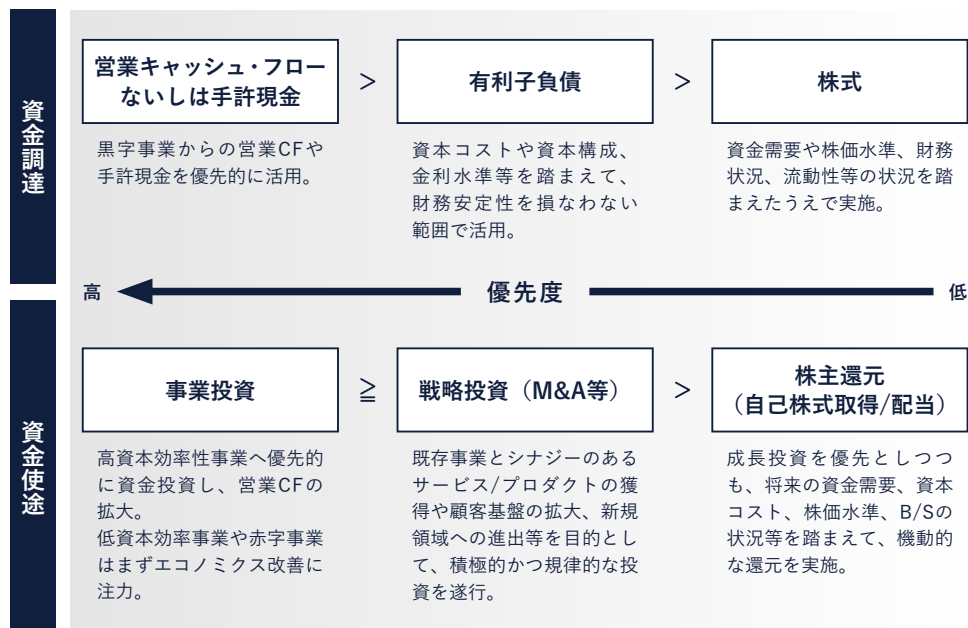 資金調達
営業キャッシュ・フロー
ないしは手許現金
>
有利子負債
>
株式
黒字事業からの営業CFや
手許現金を優先的に活用。
資本コストや資本構成、
金利水準等を踏まえて、
財務安定性を損なわない
範囲で活用。
資金需要や株価水準、財務
状況、流動性等の状況を踏
まえたうえで実施。
高
優先度
低
資金使途
事業投資
≧
戦略投資（M&A等）
>
株主還元
（自己株式取得/配当）
高資本効率性事業へ優先的
に資金投資し、営業CFの
拡大。
低資本効率事業や赤字事業
はまずエコノミクス改善に
注力。
既存事業とシナジーのある
サービス/プロダクトの獲
得や顧客基盤の拡大、新規
領域への進出等を目的とし
て、積極的かつ規律的な投
資を遂行。
成長投資を優先としつつ
も、将来の資金需要、資本
コスト、株価水準、B/Sの
状況等を踏まえて、機動的
な還元を実施。